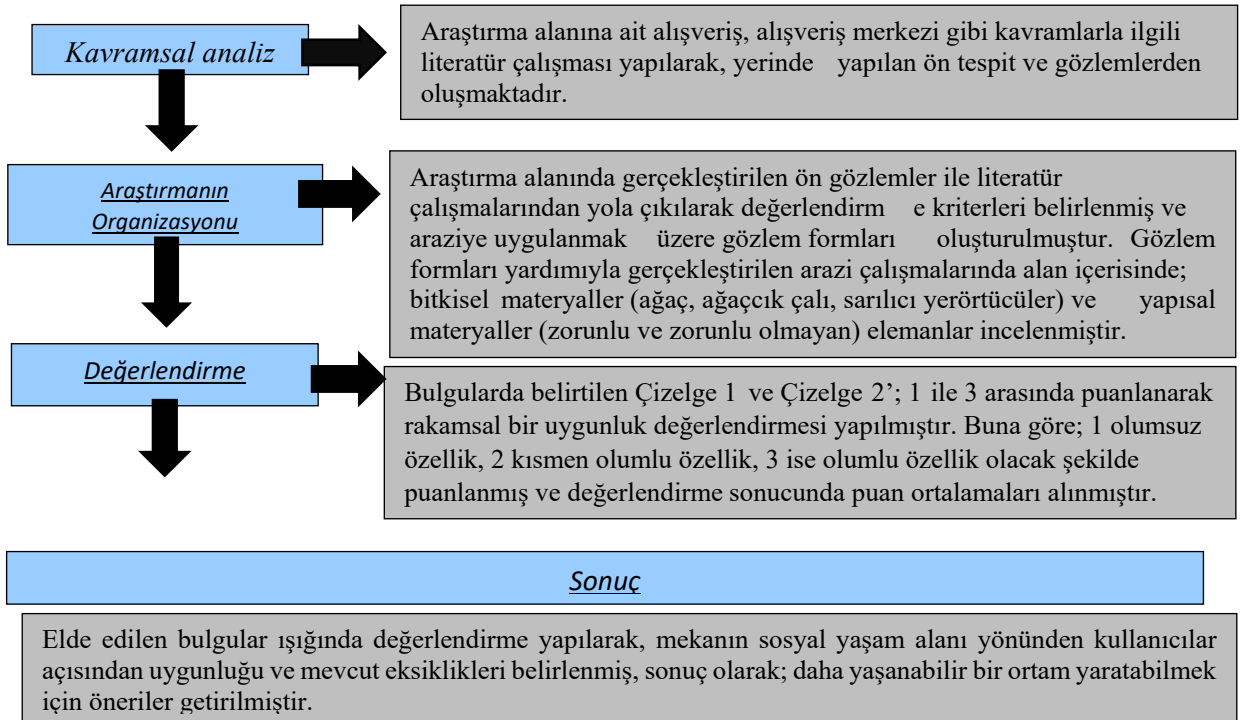 Kavramsal analiz
Araştırma alanına ait alışveriş, alışveriş merkezi gibi kavramlarla ilgili
literatür çalışması yapılarak, yerinde yapılan ön tespit ve gözlemlerden
oluşmaktadır.
Araştırmanın
Organizasyonu
Araştırma alanında gerçekleştirilen ön gözlemler ile literatür
çalışmalarından yola çıkılarak değerlendirm e kriterleri belirlenmiş ve
araziye uygulanmak üzere gözlem formları oluşturulmuştur. Gözlem
formları yardımıyla gerçekleştirilen arazi çalışmalarında alan içerisinde;
bitkisel materyaller (ağaç, ağaçcık çalı, sarılıcı yerörtücüler) ve yapısal
materyaller (zorunlu ve zorunlu olmayan) elemanlar incelenmiştir.
Değerlendirme
Bulgularda belirtilen Çizelge 1 ve Çizelge 2’; 1 ile 3 arasında puanlanarak
rakamsal bir uygunluk değerlendirmesi yapılmıştır. Buna göre; 1 olumsuz
özellik, 2 kısmen olumlu özellik, 3 ise olumlu özellik olacak şekilde
puanlanmış ve değerlendirme sonucunda puan ortalamaları alınmıştır.
Sonuç
Elde edilen bulgular ışığında değerlendirme yapılarak, mekanın sosyal yaşam alanı yönünden kullanıcılar
açısından uygunluğu ve mevcut eksiklikleri belirlenmiş, sonuç olarak; daha yaşanabilir bir ortam yaratabilmek
için öneriler getirilmiştir.